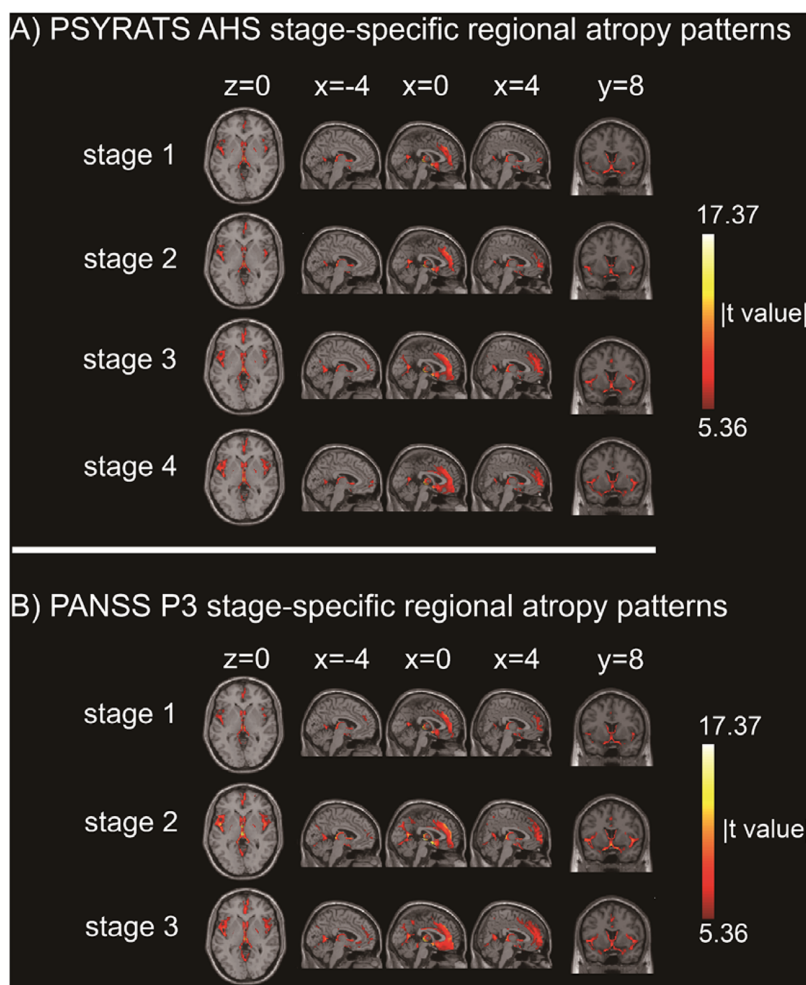 A) PSYRATS AHS stage-specific regional atropy patterns
z=0 x=-4 x=0 x=4 y=8
stage 1
17.37
stage 2
|t value|
stage 3
5.36
stage 4
B) PANSS P3 stage-specific regional atropy patterns
z=0 x=-4 x=0 x=4 y=8
stage 1
17.37
stage 2
|t value|
stage 3
5.36